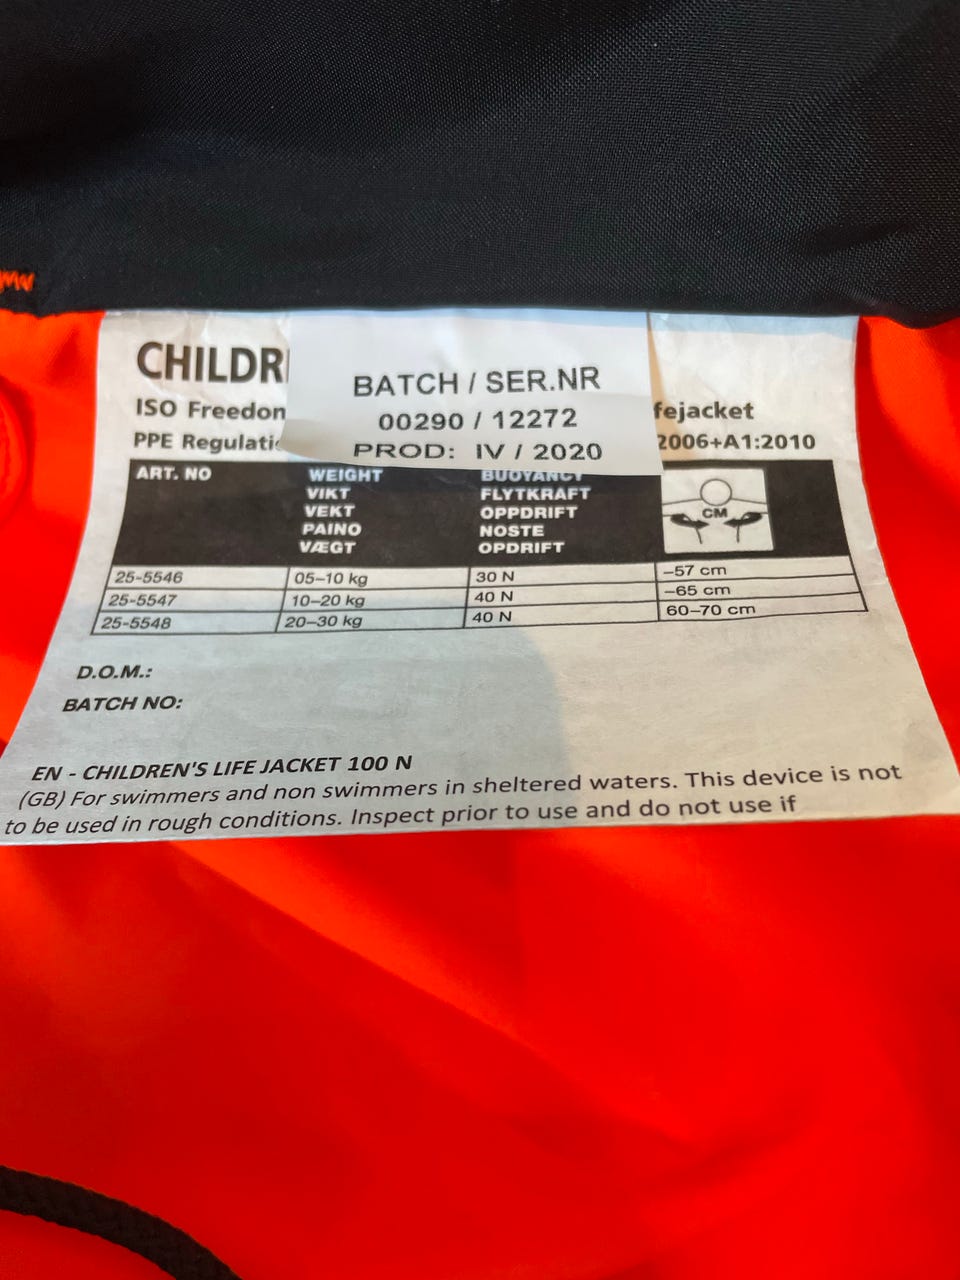 CHILDR
ISO Freedon
PPE Regulati
BATCH / SER.NR
00290 / 12272
PROD: IV / 2020
fejacket
2006+A1:2010
ART. NO WEIGHT BUOYANCY
VIKT FLYTKRAFT
VEKT OPPDRIFT
PAINO NOSTE
VÆGT OPDRIFT
CM
25-5546 05–10 kg 30 N –57 cm
25-5547 10–20 kg 40 N –65 cm
25-5548 20–30 kg 40 N 60–70 cm
D.O.M.:
BATCH NO:
EN - CHILDREN'S LIFE JACKET 100 N
(GB) For swimmers and non swimmers in sheltered waters. This device is not
to be used in rough conditions. Inspect prior to use and do not use if